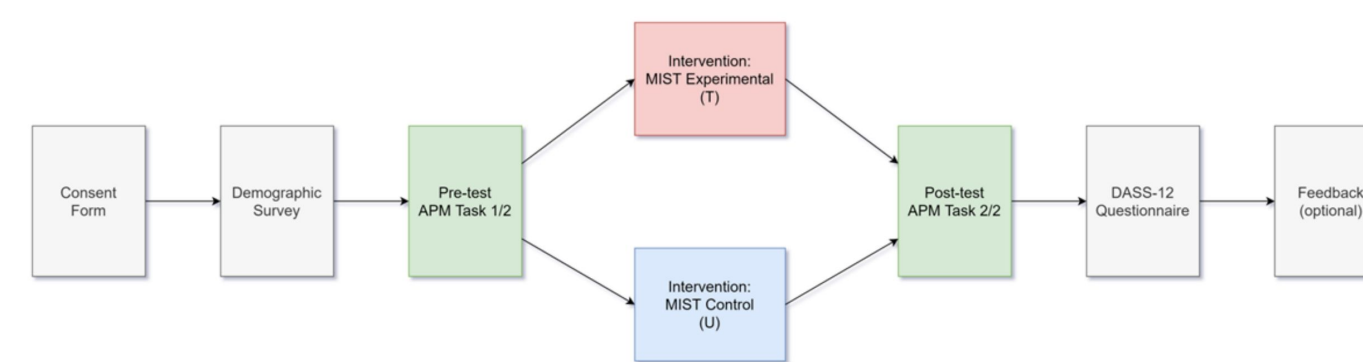 Consent
Form
Demographic
Survey
Pre-test
APM Task 1/2
Intervention:
MIST Experimental
(T)
Intervention:
MIST Control
(U)
Post-test
APM Task 2/2
DASS-12
Questionnaire
Feedback
(optional)